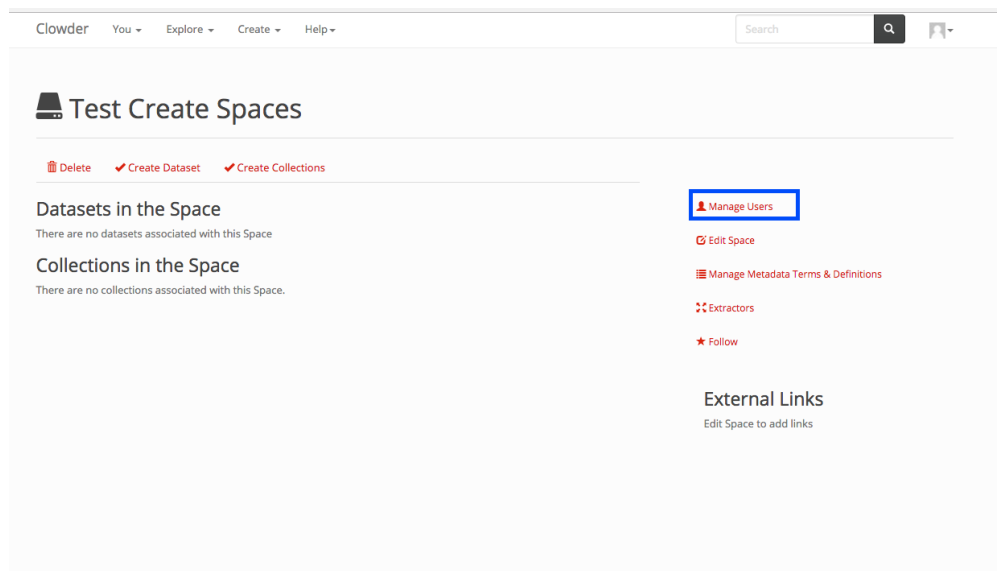 Clowder You Explore Create Help Search
Test Create Spaces
Delete Create Dataset Create Collections
Datasets in the Space
There are no datasets associated with this Space
Collections in the Space
There are no collections associated with this Space.
Manage Users
Edit Space
Manage Metadata Terms & Definitions
Extractors
Follow
External Links
Edit Space to add links